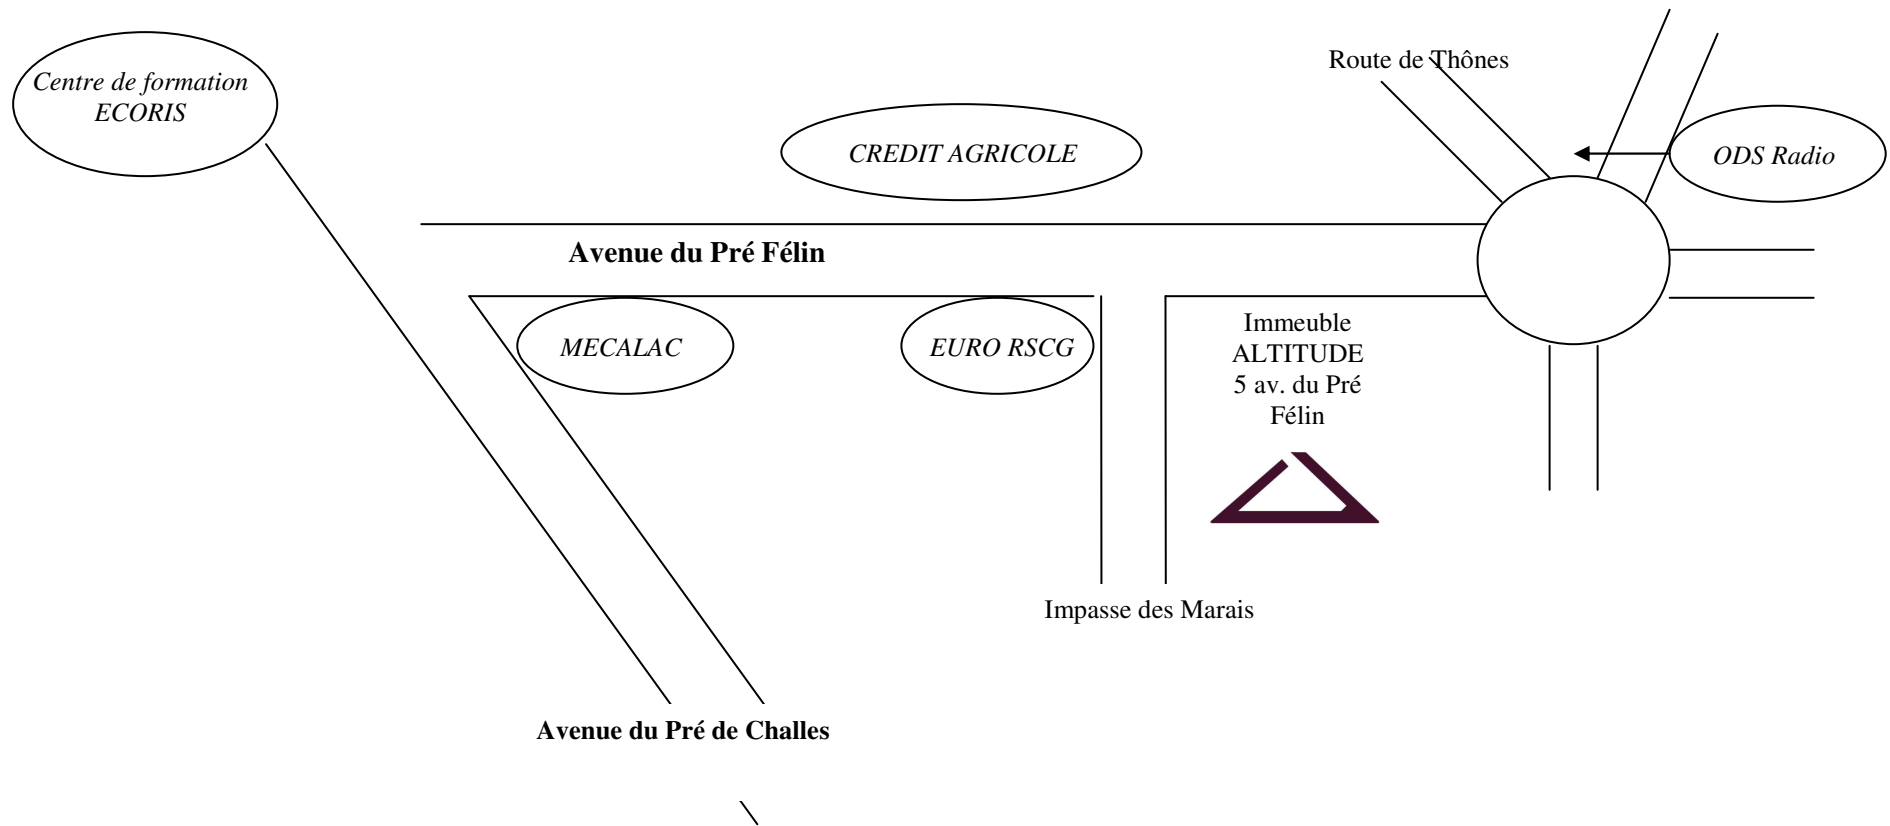 Centre de formation
ECORIS
Route de Thônes
CREDIT AGRICOLE
ODS Radio
Avenue du Pré Félin
MECALAC
EURO RSCG
Immeuble
ALTITUDE
5 av. du Pré
Félin
Impasse des Marais
Avenue du Pré de Challes